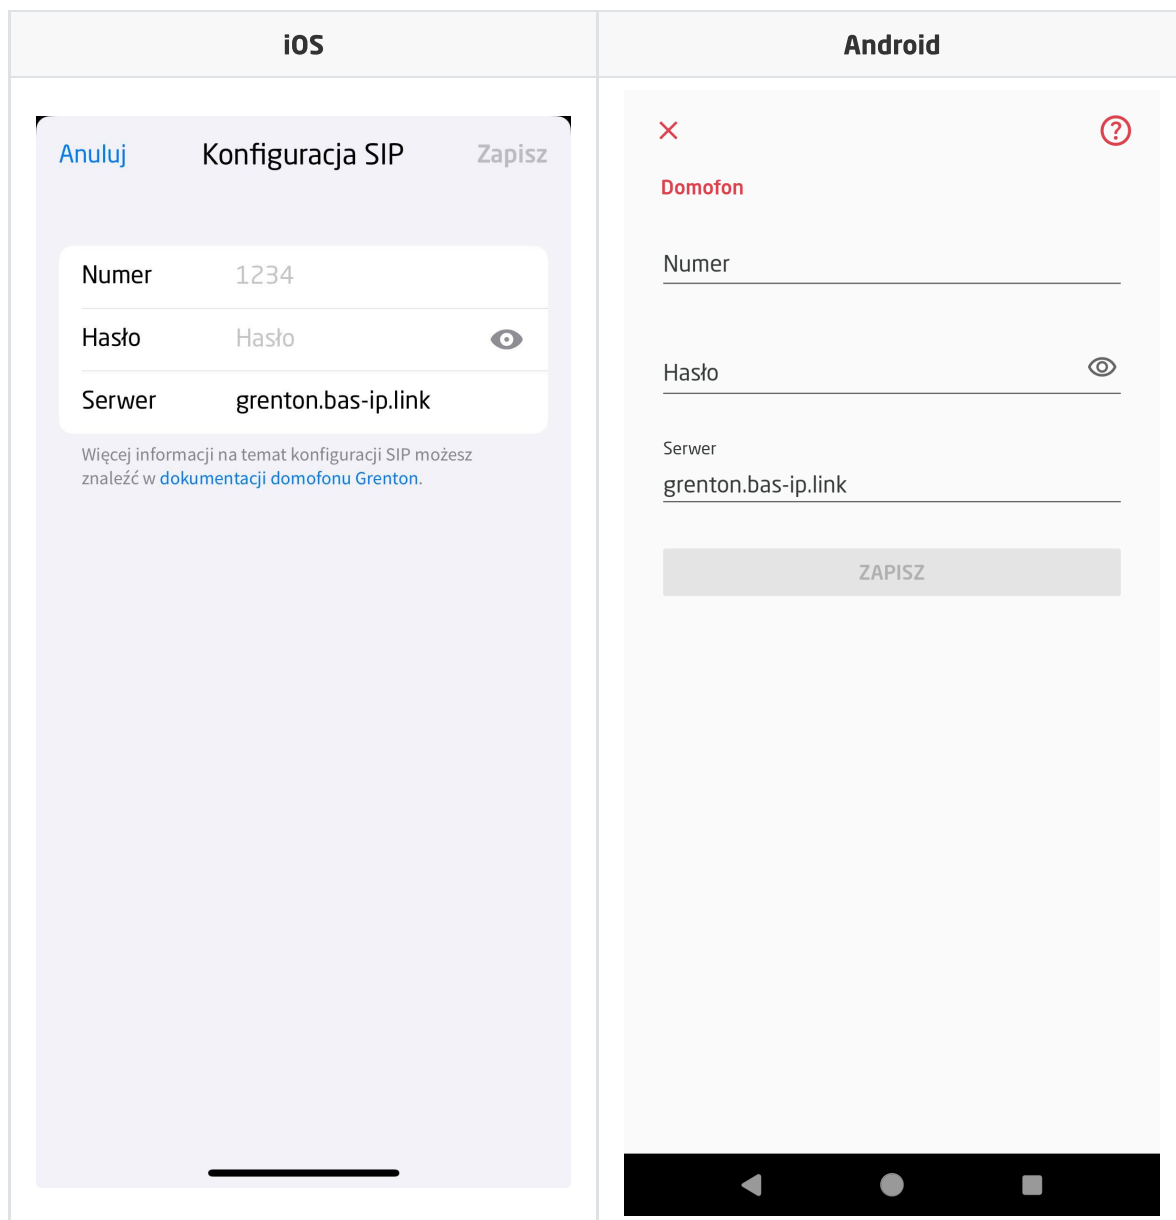 iOS
Android
Anuluj Konfiguracja SIP Zapisz
Numer 1234
Hasło Hasło
Serwer grenton.bas-ip.link
Więcej informacji na temat konfiguracji SIP możesz
znaleźć w dokumentacji domofonu Grenton.
?
Domofon
Numer
Hasło
Serwer
grenton.bas-ip.link
ZAPISZ